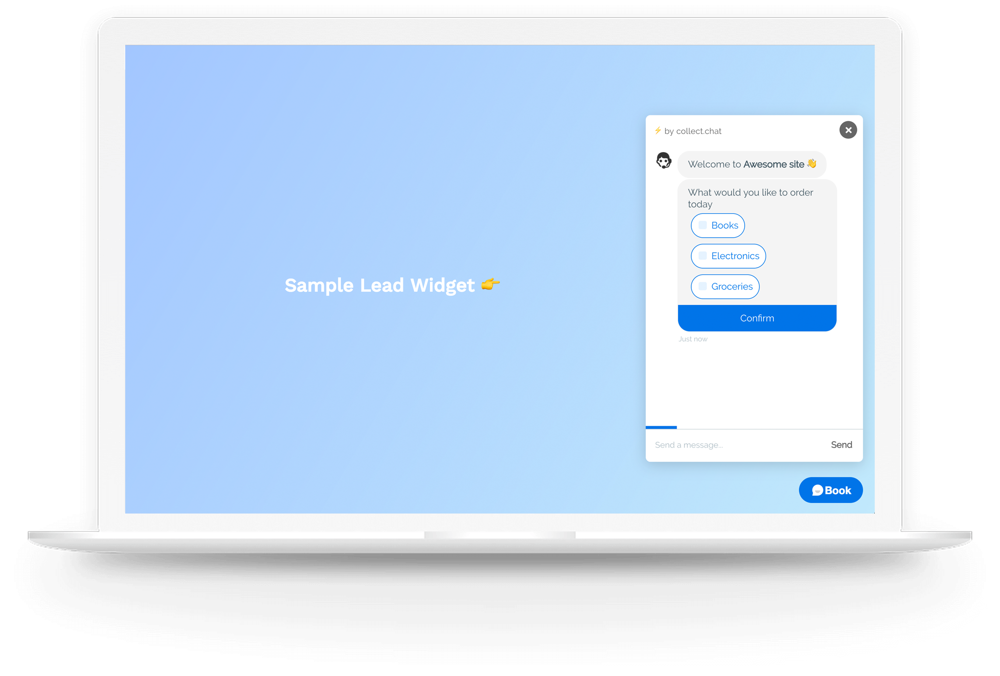 Sample Lead Widget 👉
⚡ by collect.chat
Welcome to Awesome site 👋
What would you like to order
today
Books
Electronics
Groceries
Confirm
Just now
Send a message...
Send
Book